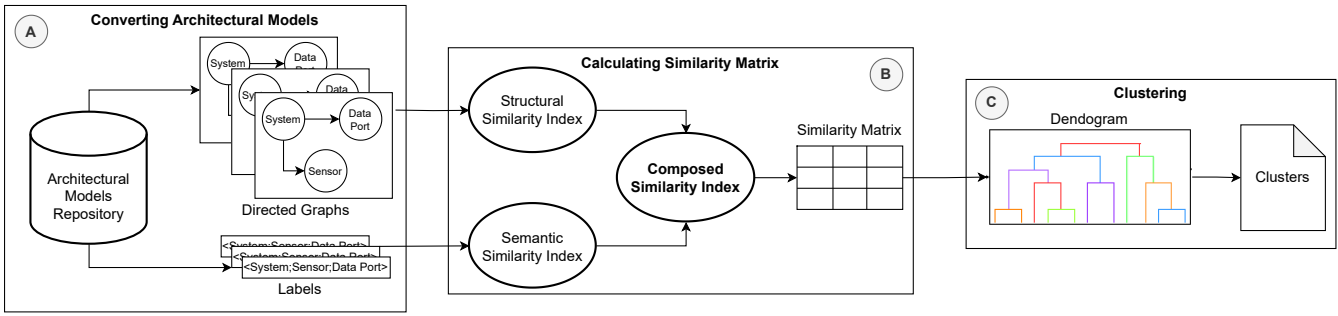 A
Converting Architectural Models
System
Data
System
Data
Port
Sensor
Directed Graphs
Architectural
Models
Repository
<System;Sensor;Data Port>
<System;Sensor;Data Port>
<System;Sensor;Data Port>
Labels
Calculating Similarity Matrix
B
Structural
Similarity Index
Semantic
Similarity Index
Composed
Similarity Index
Similarity Matrix
C
Clustering
Dendogram
Clusters